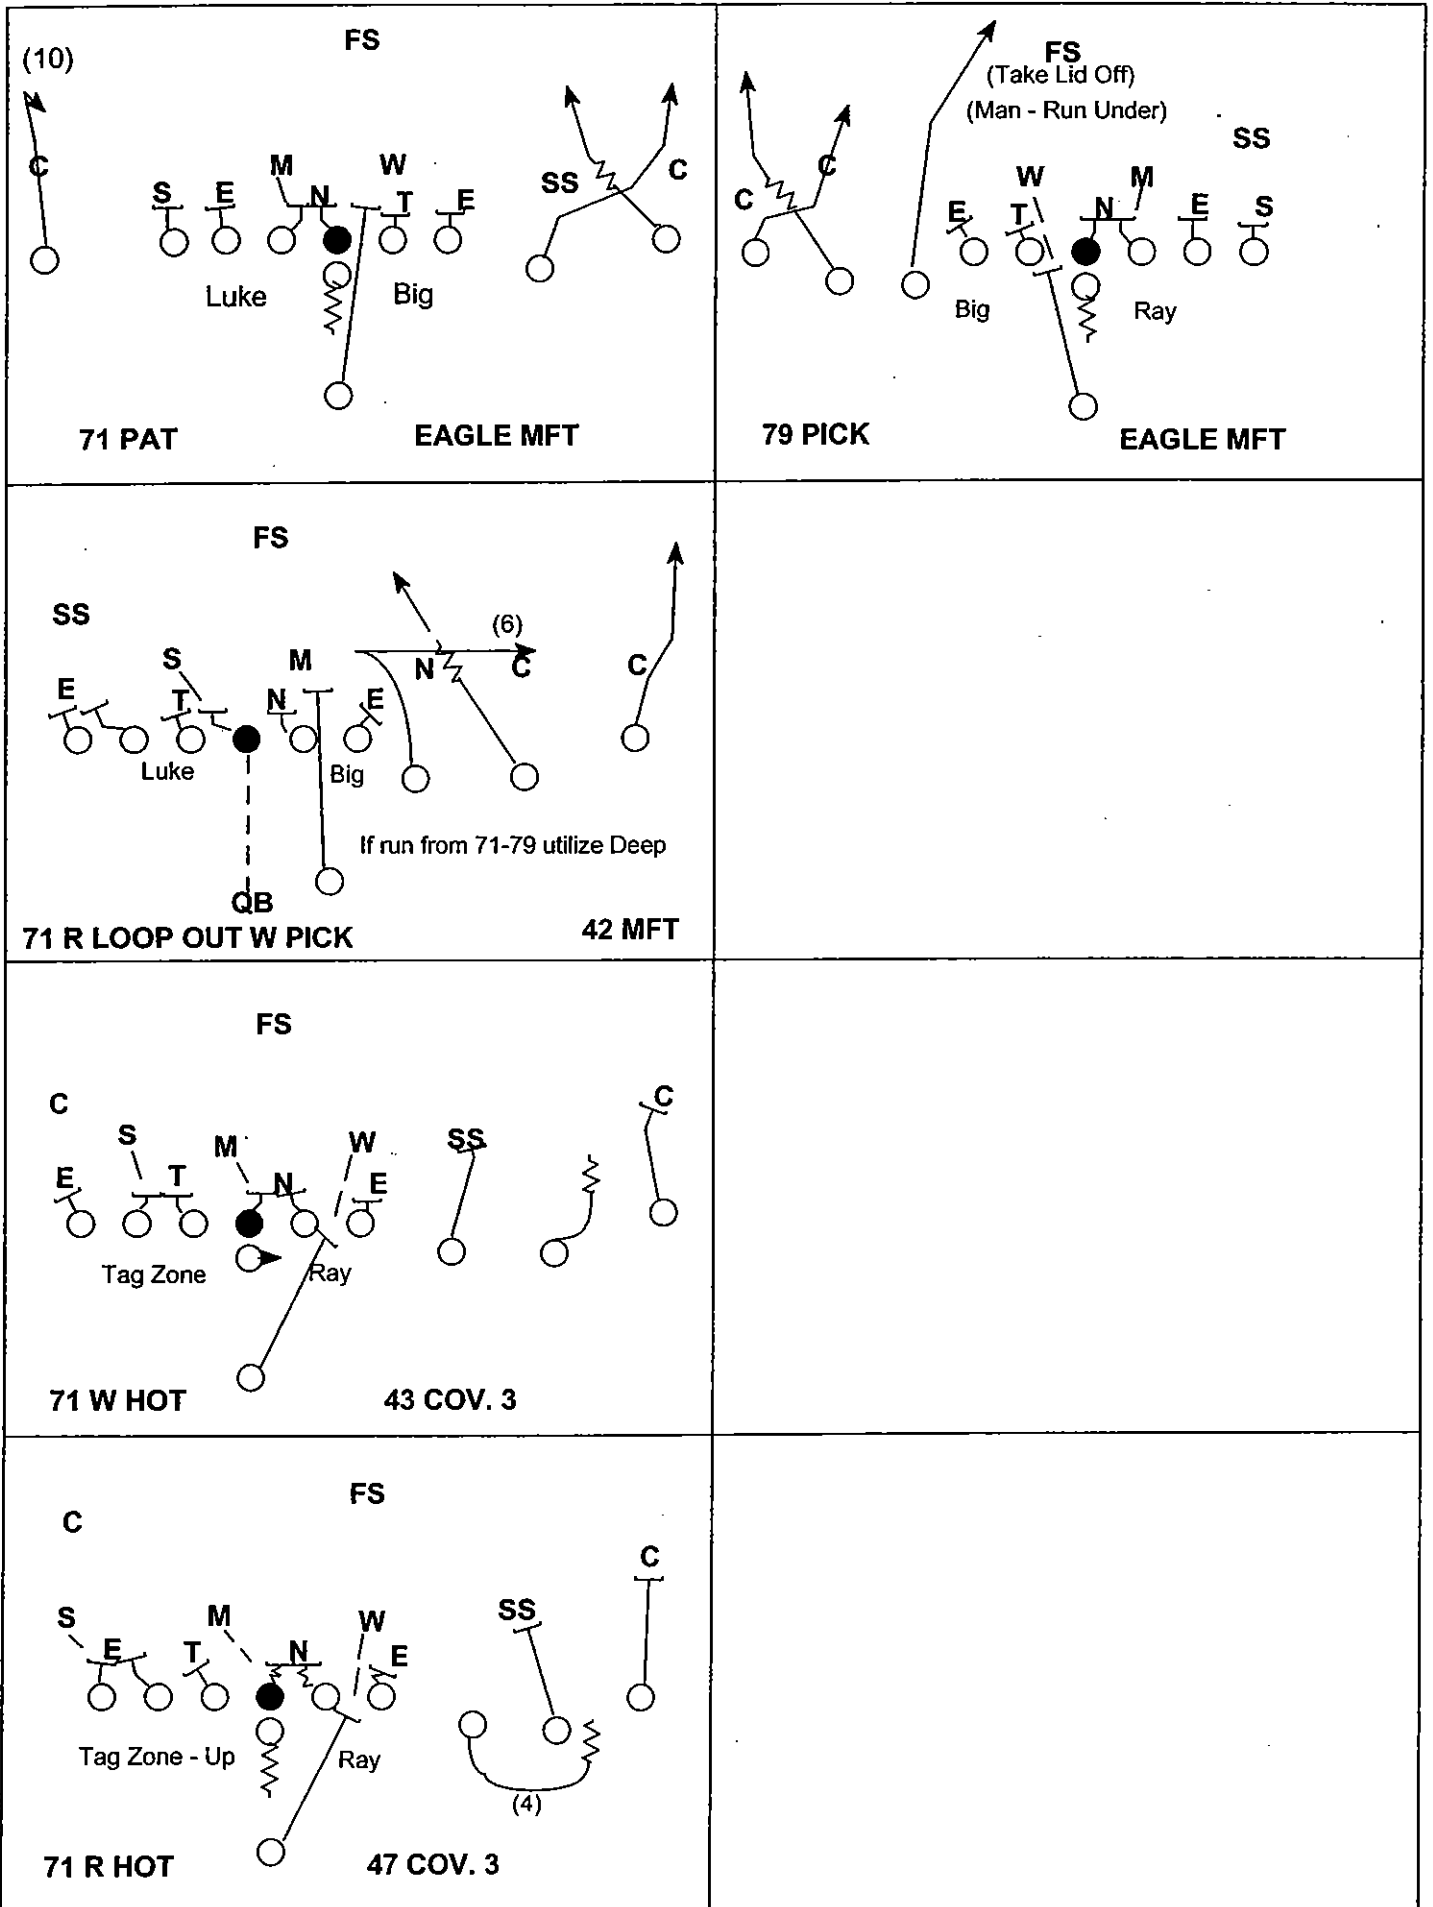 FS
(10)
C
M
W
C
S
E
N
T
E
SS
Luke
Big
71 PAT
EAGLE MFT
FS
(Take Lid Off)
(Man - Run Under)
SS
C
C
W
M
E
T
N
E
S
Big
Ray
79 PICK
EAGLE MFT
FS
SS
(6)
S
M
N
C
C
E
T
N
E
Luke
Big
If run from 71-79 utilize Deep
QB
71 R LOOP OUT W PICK
42 MFT
FS
C
C
S
M
W
SS
E
T
N
E
Tag Zone
Ray
71 W HOT
43 COV. 3
FS
C
C
S
M
W
SS
E
T
N
E
Tag Zone - Up
Ray
(4)
71 R HOT
47 COV. 3